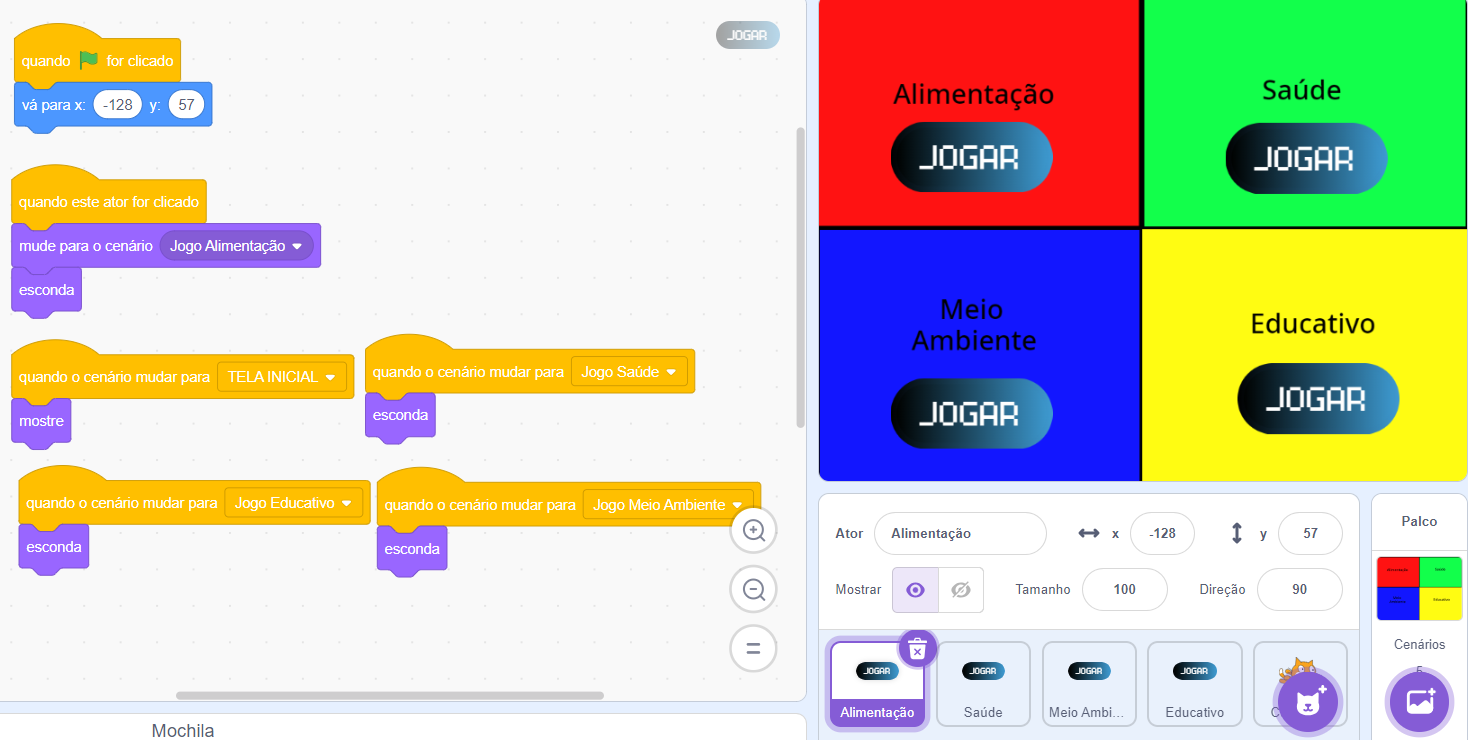 quando for clicado
vá para x: -128 y: 57
quando este ator for clicado
mude para o cenário Jogo Alimentação
esconda
quando o cenário mudar para TELA INICIAL
mostre
quando o cenário mudar para Jogo Saúde
esconda
quando o cenário mudar para Jogo Educativo
esconda
quando o cenário mudar para Jogo Meio Ambiente
esconda
JOGAR
Mochila
Alimentação
JOGAR
Saúde
JOGAR
Meio
Ambiente
JOGAR
Educativo
JOGAR
Ator Alimentação x -128 y 57
Mostrar Tamanho 100 Direção 90
JOGAR
Alimentação
JOGAR
Saúde
JOGAR
Meio Ambi...
JOGAR
Educativo
Palco
Alimentação
Saúde
Educativo
Cenários
5